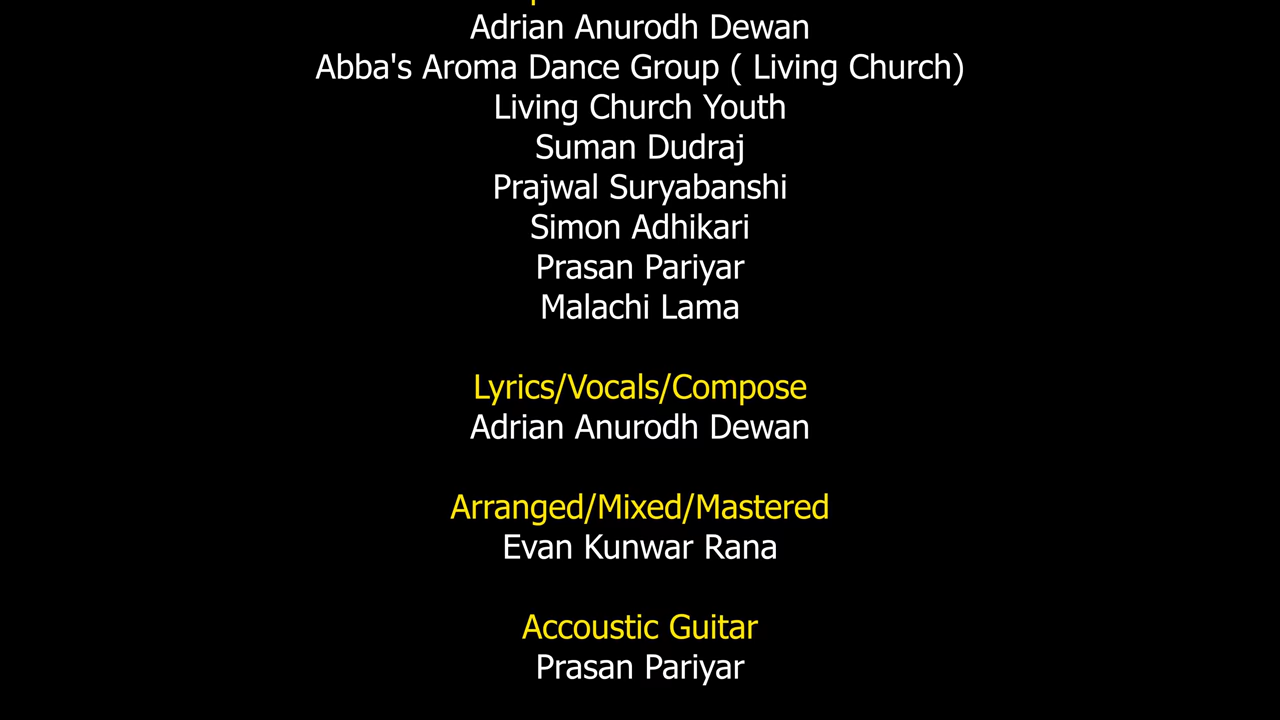 Adrian Anurodh Dewan
Abba's Aroma Dance Group ( Living Church)
Living Church Youth
Suman Dudraj
Prajwal Suryabanshi
Simon Adhikari
Prasan Pariyar
Malachi Lama
Lyrics/Vocals/Compose
Adrian Anurodh Dewan
Arranged/Mixed/Mastered
Evan Kunwar Rana
Accoustic Guitar
Prasan Pariyar